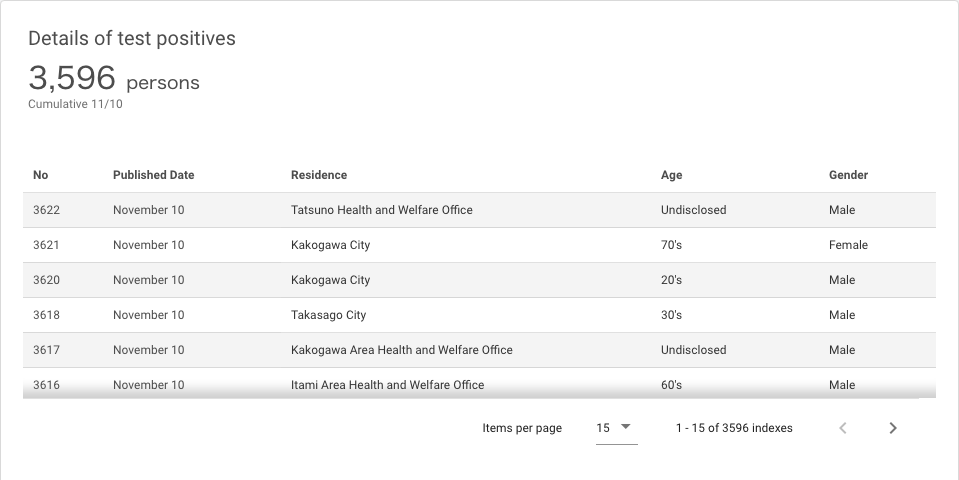 Details of test positives
3,596 persons
Cumulative 11/10
No Published Date Residence Age Gender
3622 November 10 Tatsuno Health and Welfare Office Undisclosed Male
3621 November 10 Kakogawa City 70's Female
3620 November 10 Kakogawa City 20's Male
3618 November 10 Takasago City 30's Male
3617 November 10 Kakogawa Area Health and Welfare Office Undisclosed Male
3616 November 10 Itami Area Health and Welfare Office 60's Male
Items per page 15 1 - 15 of 3596 indexes